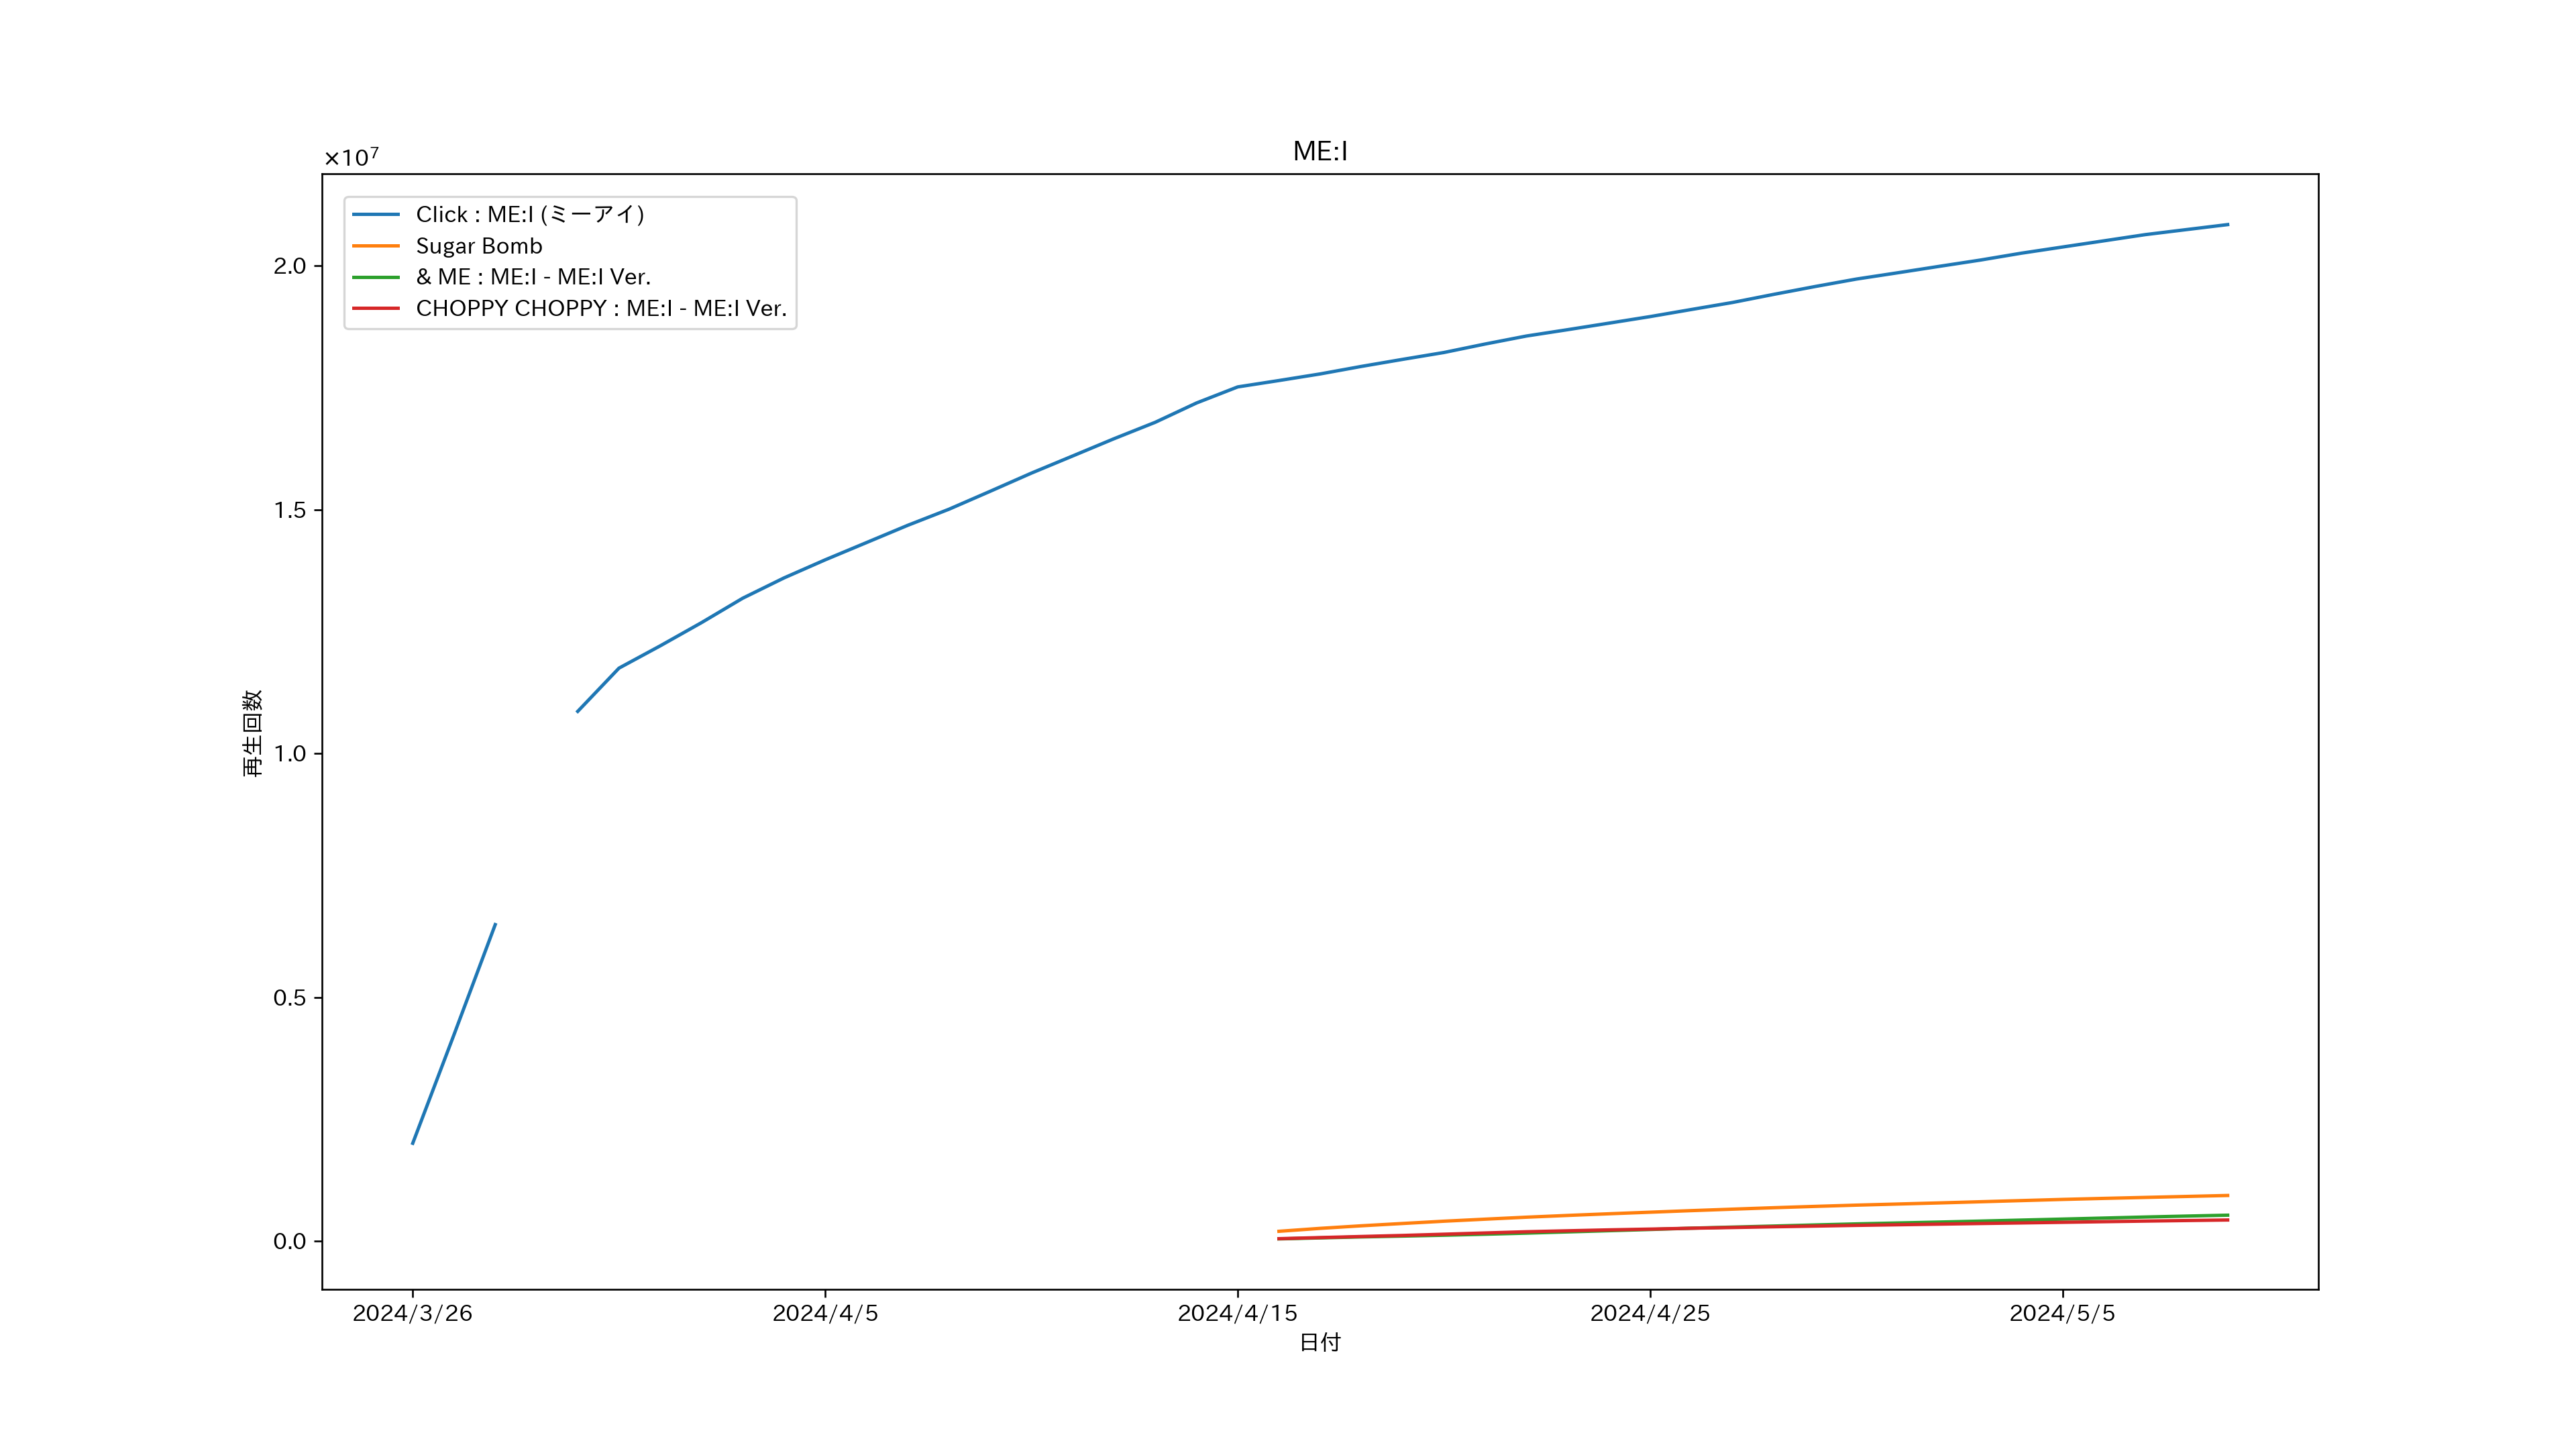 ME:I
×10⁷
Click : ME:I (ミーアイ)
Sugar Bomb
& ME : ME:I - ME:I Ver.
CHOPPY CHOPPY : ME:I - ME:I Ver.
2.0
1.5
1.0
0.5
0.0
再生回数
2024/3/26 2024/4/5 2024/4/15 2024/4/25 2024/5/5
日付